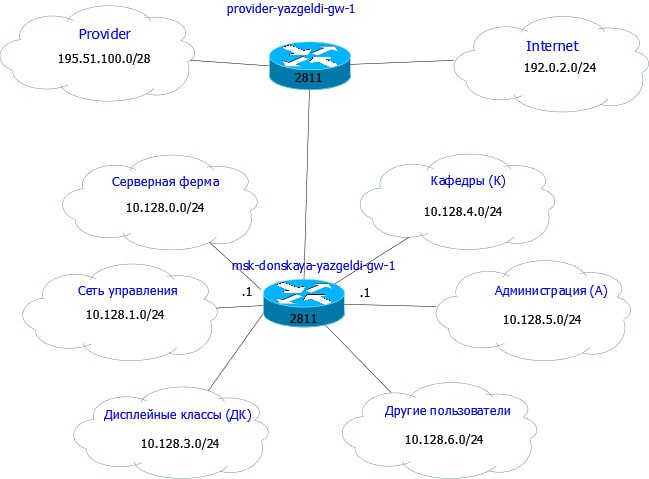 provider-yazgeldi-gw-1
Provider
195.51.100.0/28
2811
Internet
192.0.2.0/24
Серверная ферма
10.128.0.0/24
Кафедры (К)
10.128.4.0/24
msk-donskaya-yazgeldi-gw-1
Сеть управления
10.128.1.0/24
.1
2811
.1
Администрация (А)
10.128.5.0/24
Дисплейные классы (ДК)
10.128.3.0/24
Другие пользователи
10.128.6.0/24